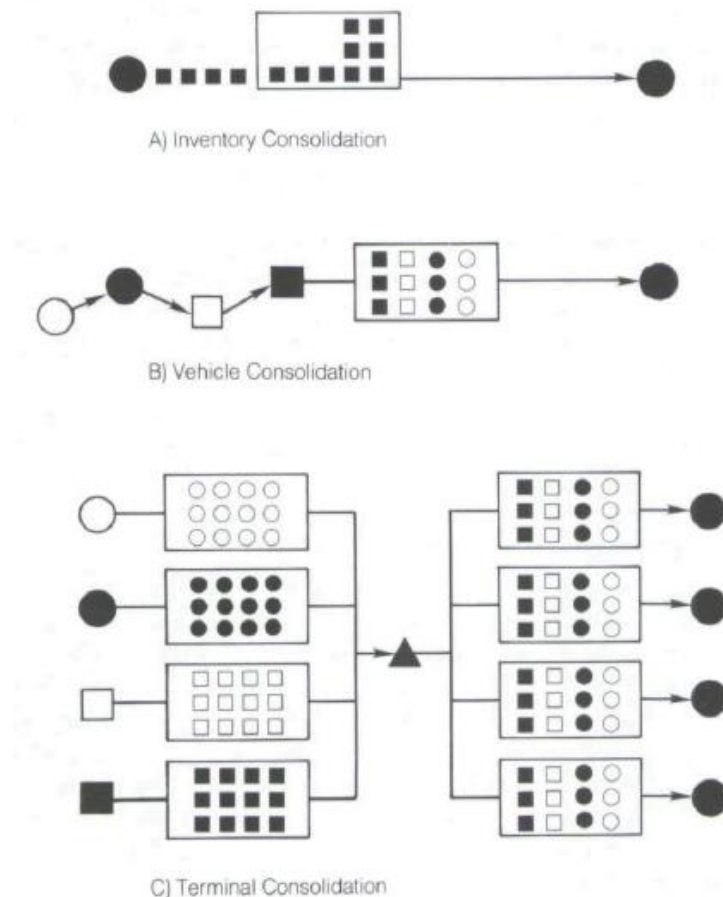 A) Inventory Consolidation
B) Vehicle Consolidation
C) Terminal Consolidation